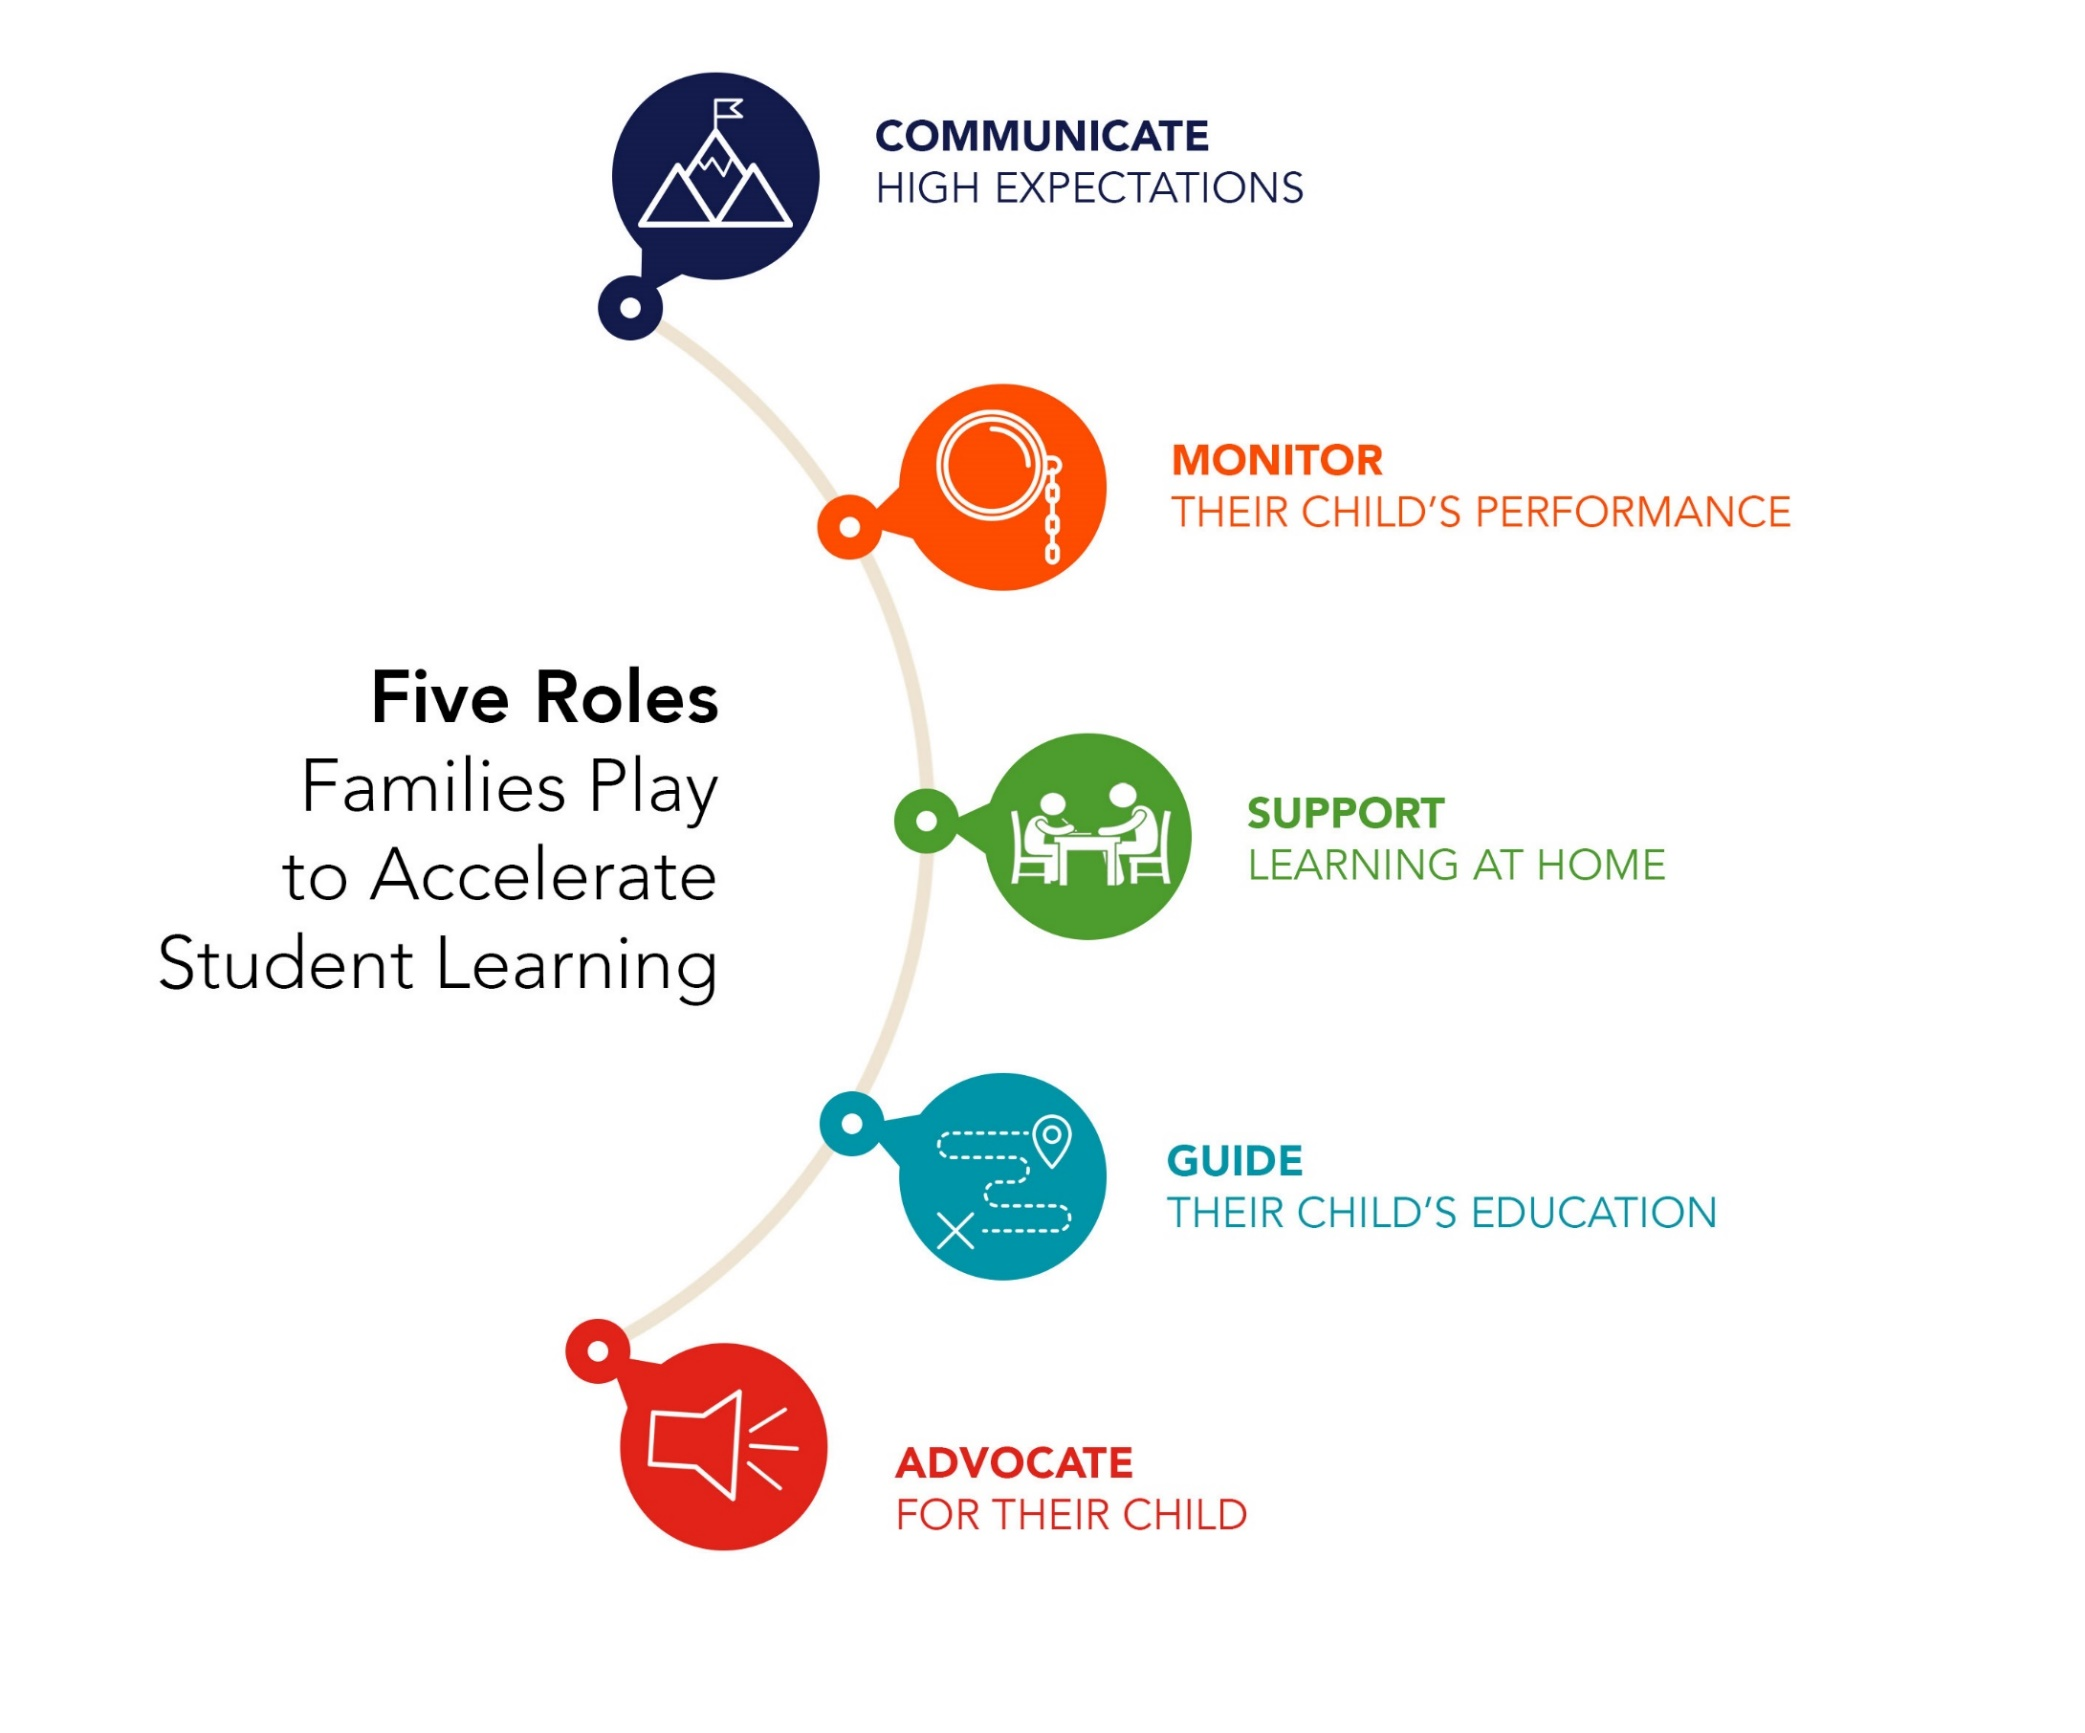 COMMUNICATE
HIGH EXPECTATIONS
MONITOR
THEIR CHILD'S PERFORMANCE
Five Roles
Families Play
to Accelerate
Student Learning
SUPPORT
LEARNING AT HOME
GUIDE
THEIR CHILD'S EDUCATION
ADVOCATE
FOR THEIR CHILD